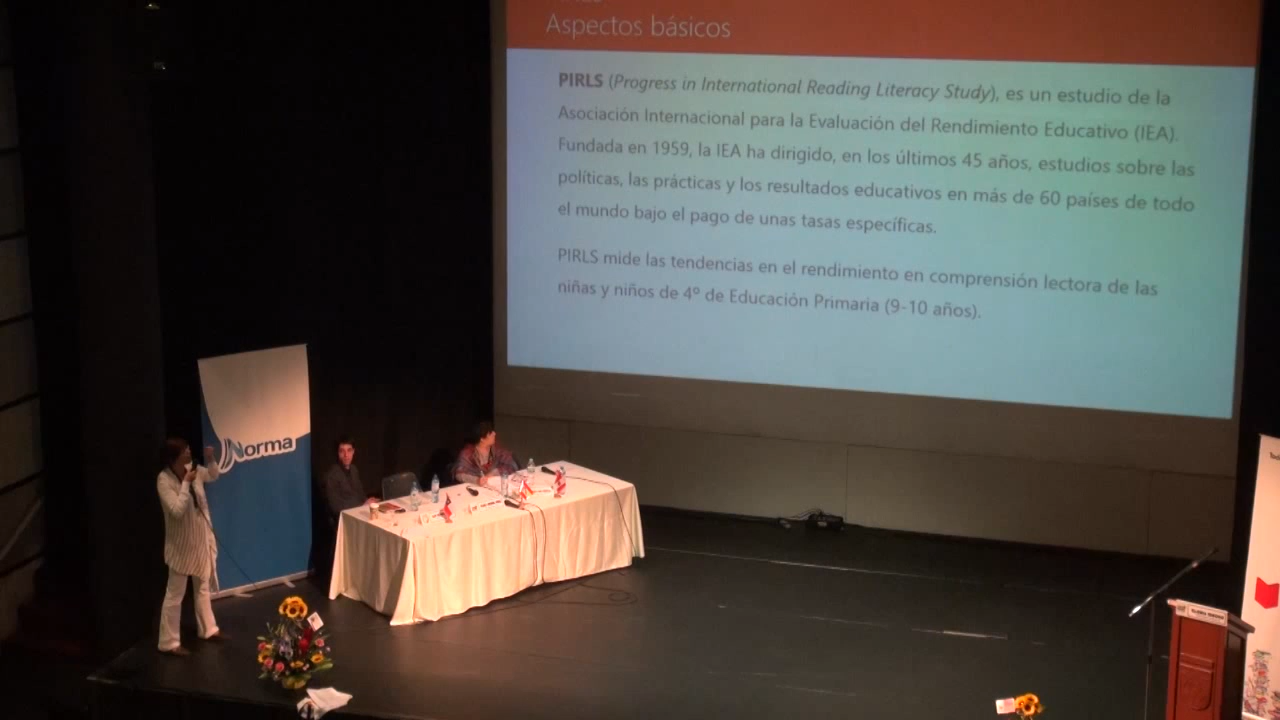 Aspectos básicos
PIRLS (Progress in International Reading Literacy Study), es un estudio de la
Asociación Internacional para la Evaluación del Rendimiento Educativo (IEA).
Fundada en 1959, la IEA ha dirigido, en los últimos 45 años, estudios sobre las
políticas, las prácticas y los resultados educativos en más de 60 países de todo
el mundo bajo el pago de unas tasas específicas.
PIRLS mide las tendencias en el rendimiento en comprensión lectora de las
niñas y niños de 4º de Educación Primaria (9-10 años).
Norma